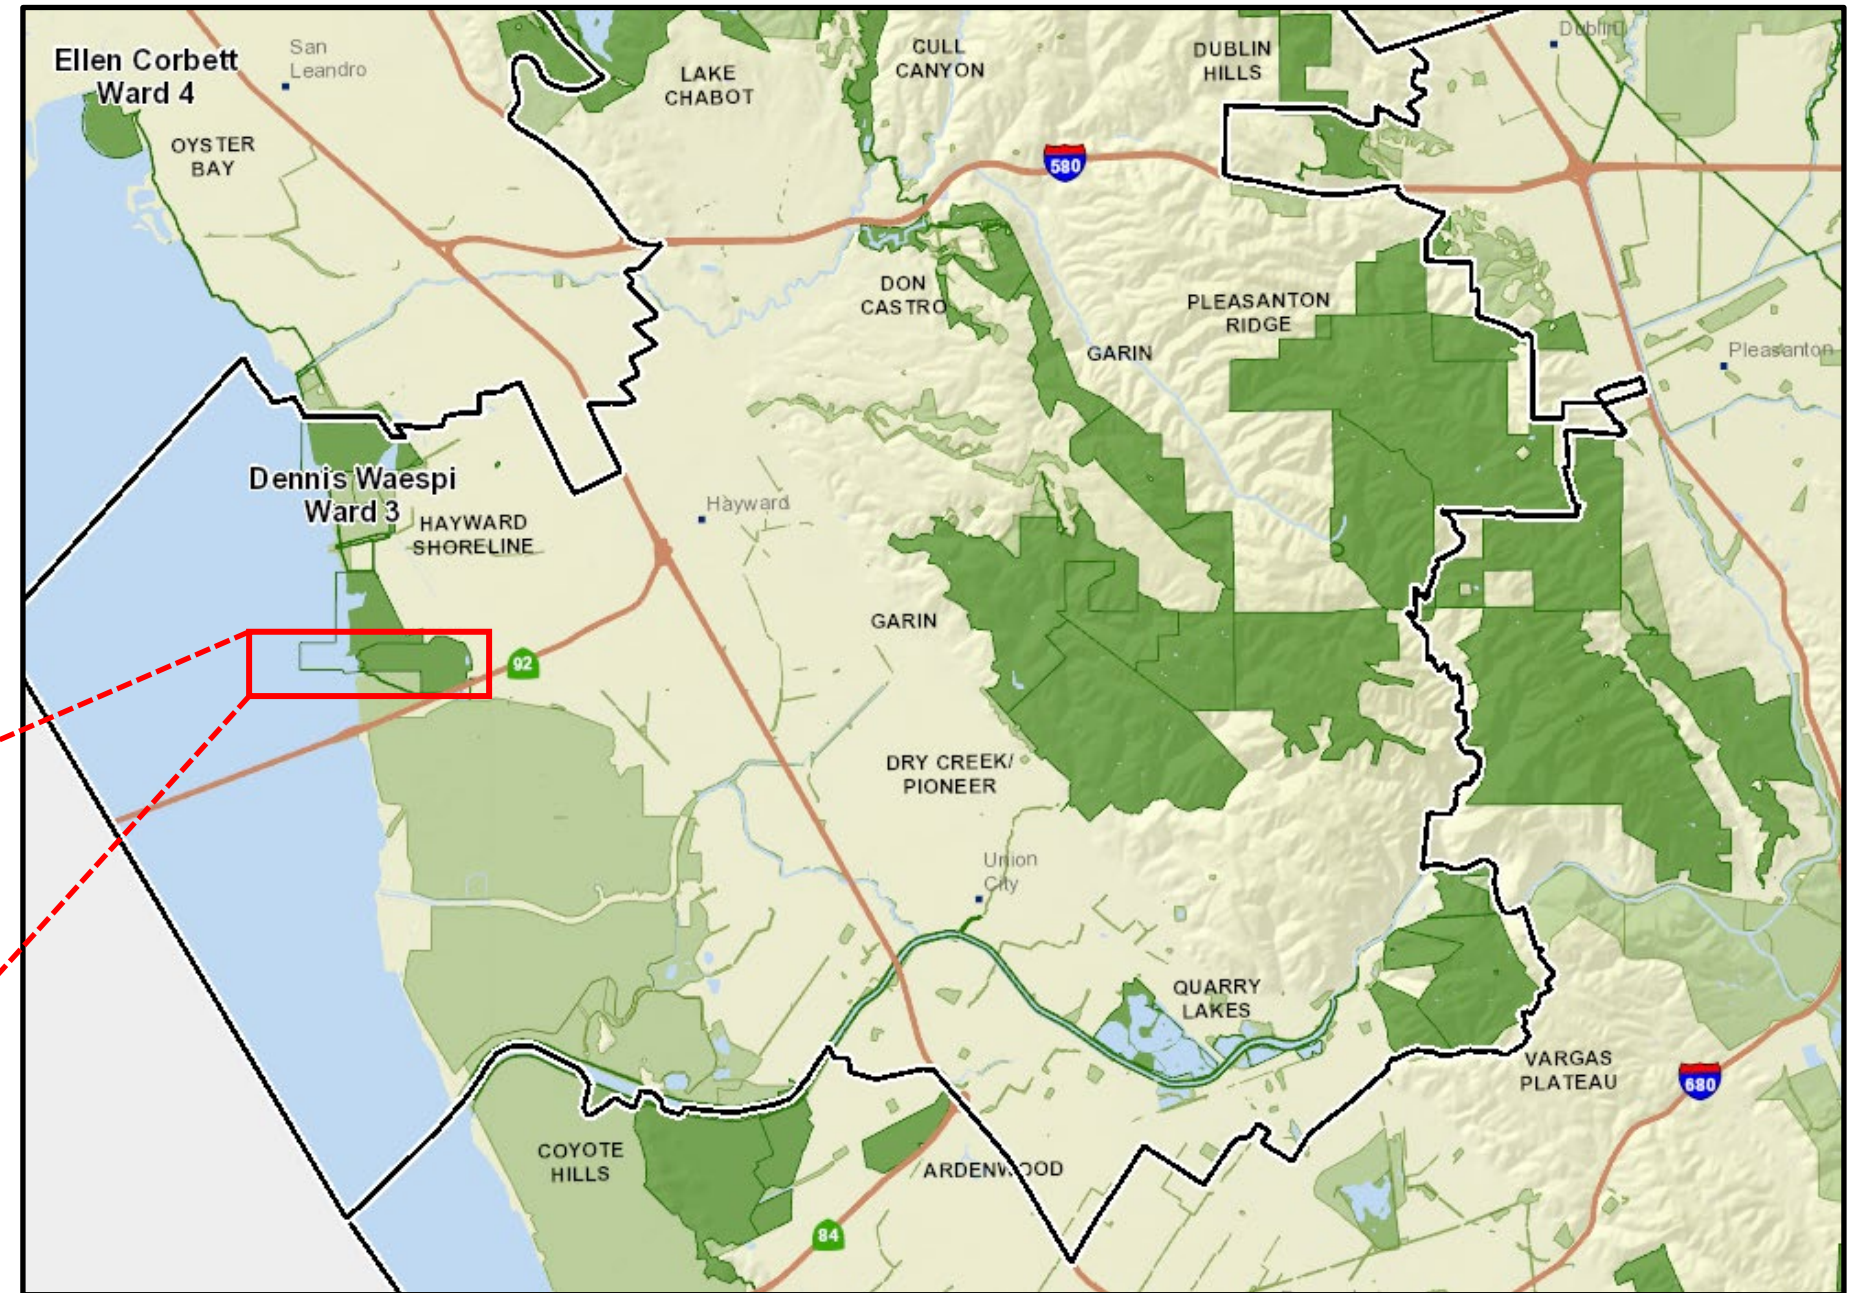 Ellen Corbett
Ward 4
San
Leandro
OYSTER
BAY
LAKE
CHABOT
CULL
CANYON
DUBLIN
HILLS
Dublin
580
DON
CASTRO
PLEASANTON
RIDGE
GARIN
Pleasanton
Dennis Waespi
Ward 3
HAYWARD
SHORELINE
Hayward
92
GARIN
DRY CREEK/
PIONEER
Union
City
QUARRY
LAKES
VARGAS
PLATEAU
680
COYOTE
HILLS
ARDENWOOD
84